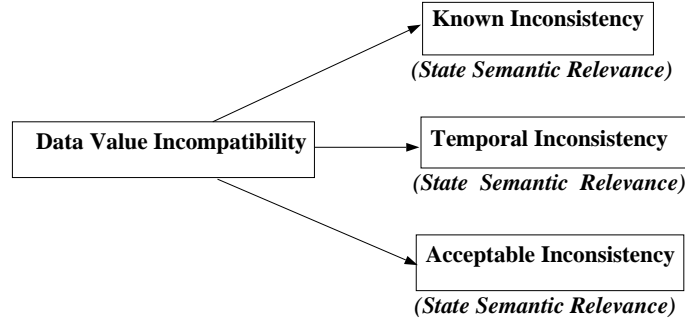 Known Inconsistency
(State Semantic Relevance)
Data Value Incompatibility
Temporal Inconsistency
(State Semantic Relevance)
Acceptable Inconsistency
(State Semantic Relevance)